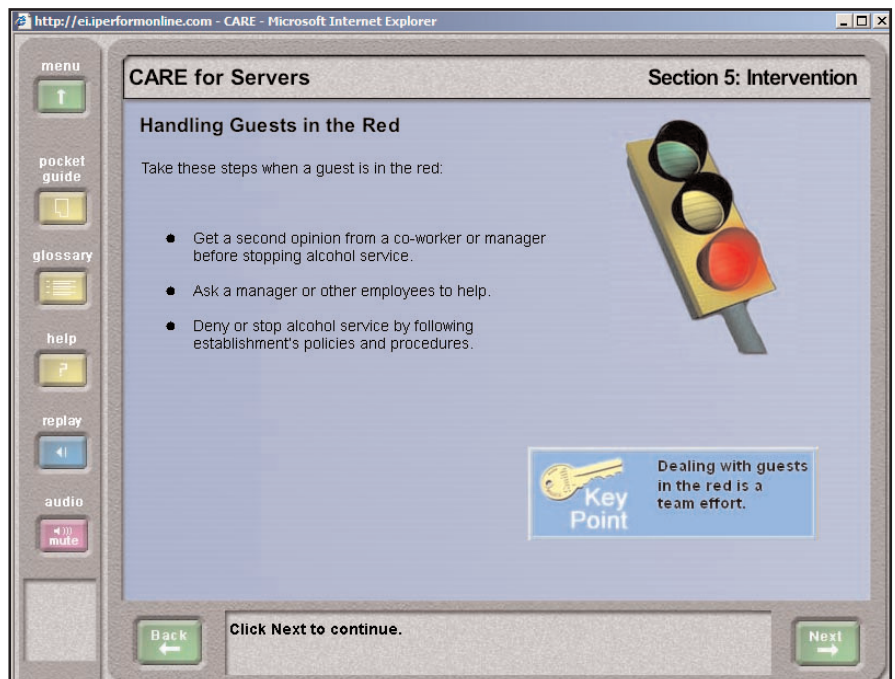 http://ei.iperformonline.com - CARE - Microsoft Internet Explorer
menu
pocket
guide
glossary
help
?
replay
audio
mute
CARE for Servers
Section 5: Intervention
Handling Guests in the Red
Take these steps when a guest is in the red:
● Get a second opinion from a co-worker or manager
before stopping alcohol service.
● Ask a manager or other employees to help.
● Deny or stop alcohol service by following
establishment's policies and procedures.
Key
Point
Dealing with guests
in the red is a
team effort.
Back
Click Next to continue.
Next